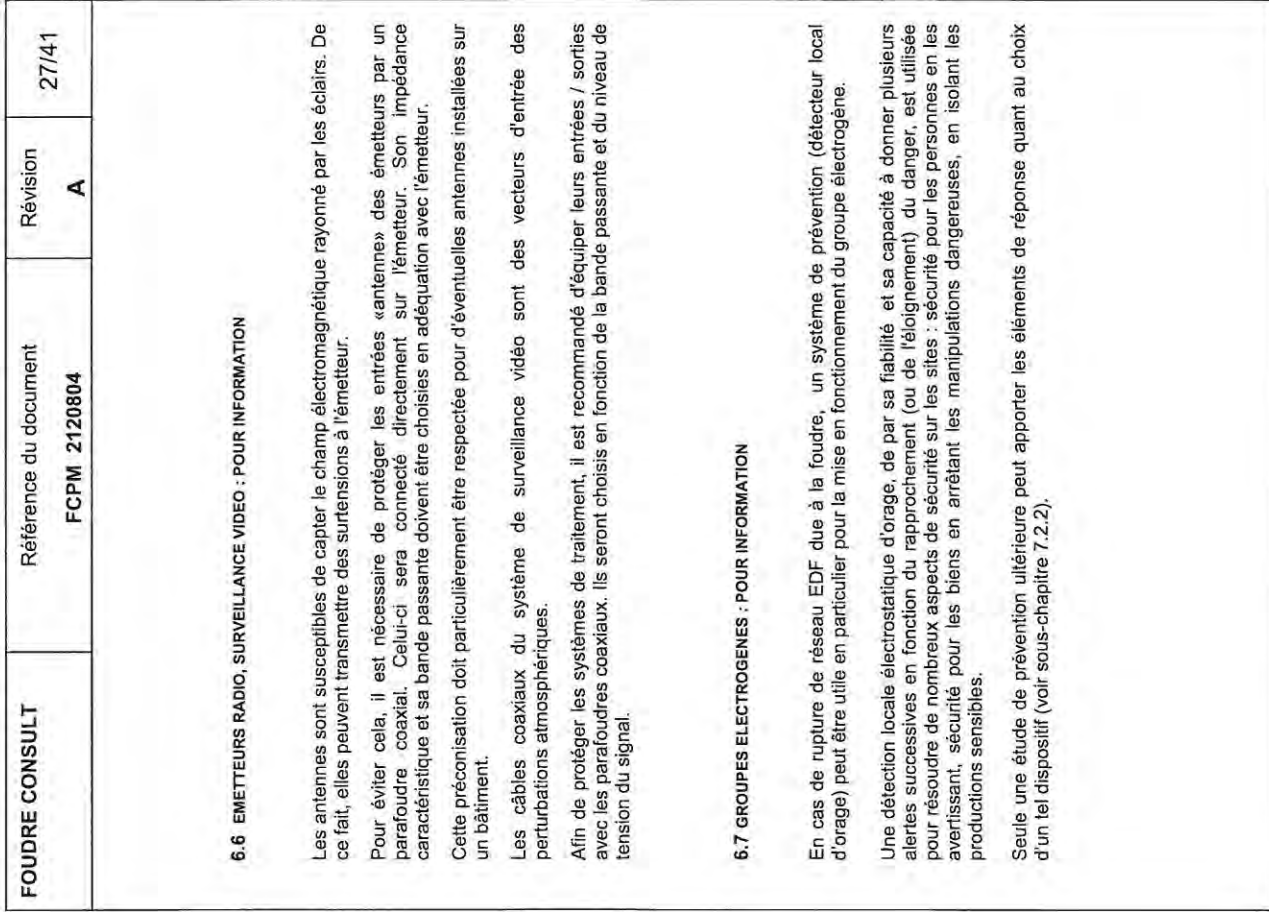 FOUDRE CONSULT
Référence du document
FCPM 2120804
Révision
A
27/41
6.6 EMETTEURS RADIO, SURVEILLANCE VIDEO : POUR INFORMATION
Les antennes sont susceptibles de capter le champ électromagnétique rayonné par les éclairs. De
ce fait, elles peuvent transmettre des surtensions à l'émetteur.
Pour éviter cela, il est nécessaire de protéger les entrées «antenne» des émetteurs par un
parafoudre coaxial. Celui-ci sera connecté directement sur l'émetteur. Son impédance
caractéristique et sa bande passante doivent être choisies en adéquation avec l'émetteur.
Cette préconisation doit particulièrement être respectée pour d'éventuelles antennes installées sur
un bâtiment.
Les câbles coaxiaux du système de surveillance vidéo sont des vecteurs d'entrée des
perturbations atmosphériques.
Afin de protéger les systèmes de traitement, il est recommandé d'équiper leurs entrées / sorties
avec les parafoudres coaxiaux. Ils seront choisis en fonction de la bande passante et du niveau de
tension du signal.
6.7 GROUPES ELECTROGENES : POUR INFORMATION
En cas de rupture de réseau EDF due à la foudre, un système de prévention (détecteur local
d'orage) peut être utile en particulier pour la mise en fonctionnement du groupe électrogène.
Une détection locale électrostatique d'orage, de par sa fiabilité et sa capacité à donner plusieurs
alertes successives en fonction du rapprochement (ou de l'éloignement) du danger, est utilisée
pour résoudre de nombreux aspects de sécurité sur les sites : sécurité pour les personnes en les
avertissant, sécurité pour les biens en arrêtant les manipulations dangereuses, en isolant les
productions sensibles.
Seule une étude de prévention ultérieure peut apporter les éléments de réponse quant au choix
d'un tel dispositif (voir sous-chapitre 7.2.2).